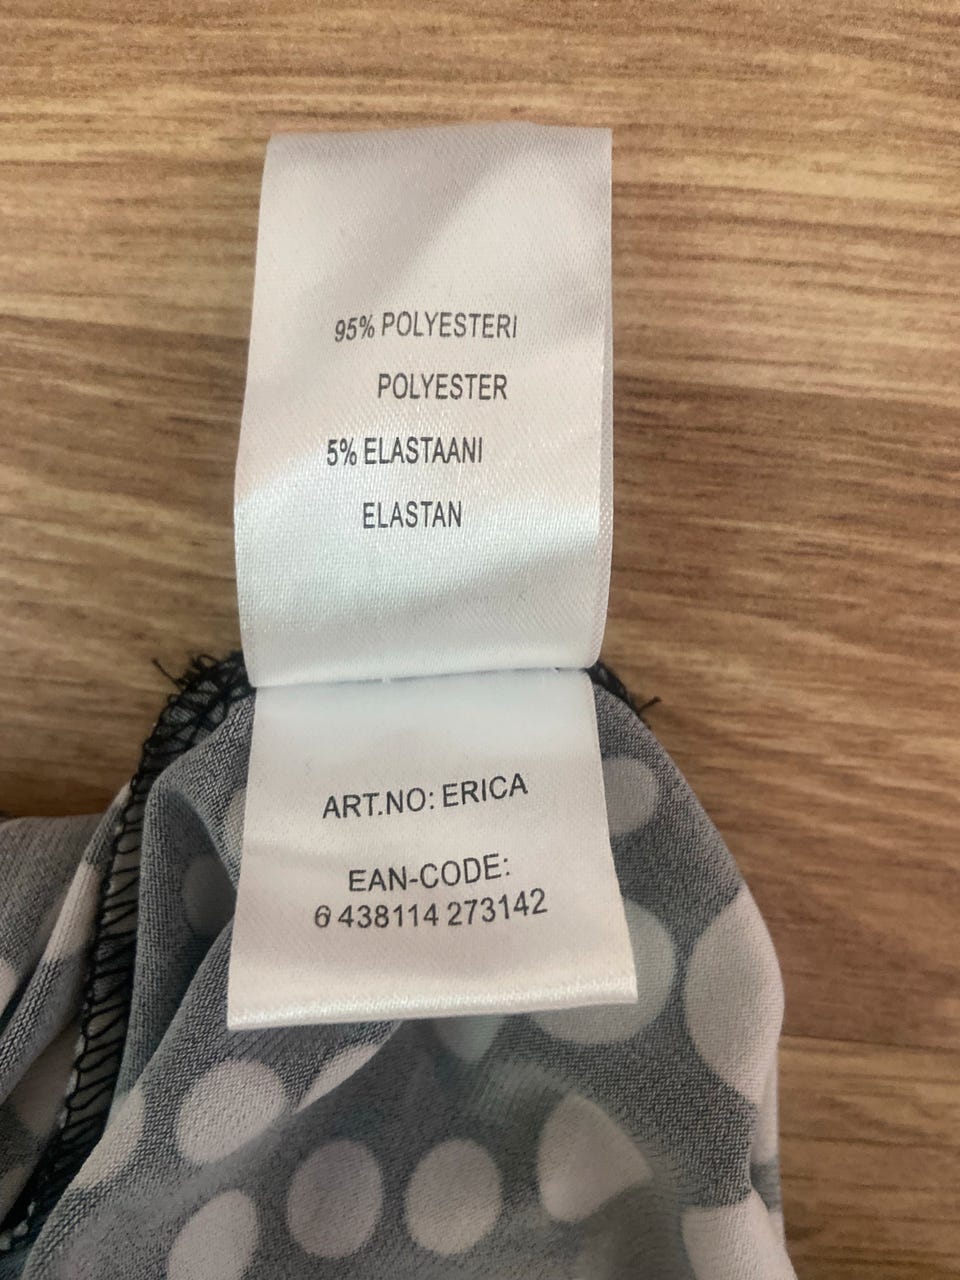 95% POLYESTERI
POLYESTER
5% ELASTAANI
ELASTAN
ART.NO: ERICA
EAN-CODE:
6 438114 273142